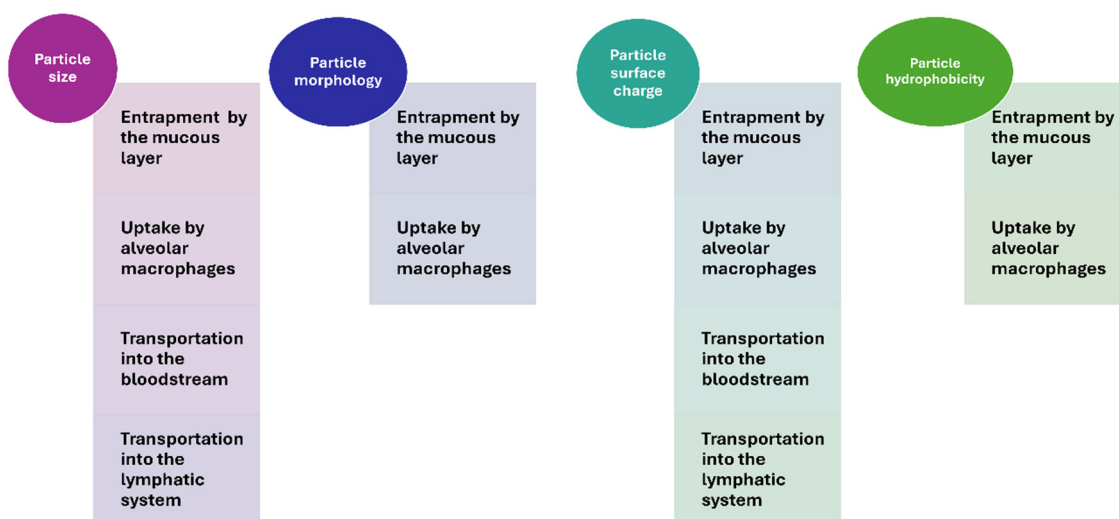 Particle
size
Entrapment by
the mucous
layer
Uptake by
alveolar
macrophages
Transportation
into the
bloodstream
Transportation
into the
lymphatic
system
Particle
morphology
Entrapment by
the mucous
layer
Uptake by
alveolar
macrophages
Particle
surface
charge
Entrapment by
the mucous
layer
Uptake by
alveolar
macrophages
Transportation
into the
bloodstream
Transportation
into the
lymphatic
system
Particle
hydrophobicity
Entrapment by
the mucous
layer
Uptake by
alveolar
macrophages